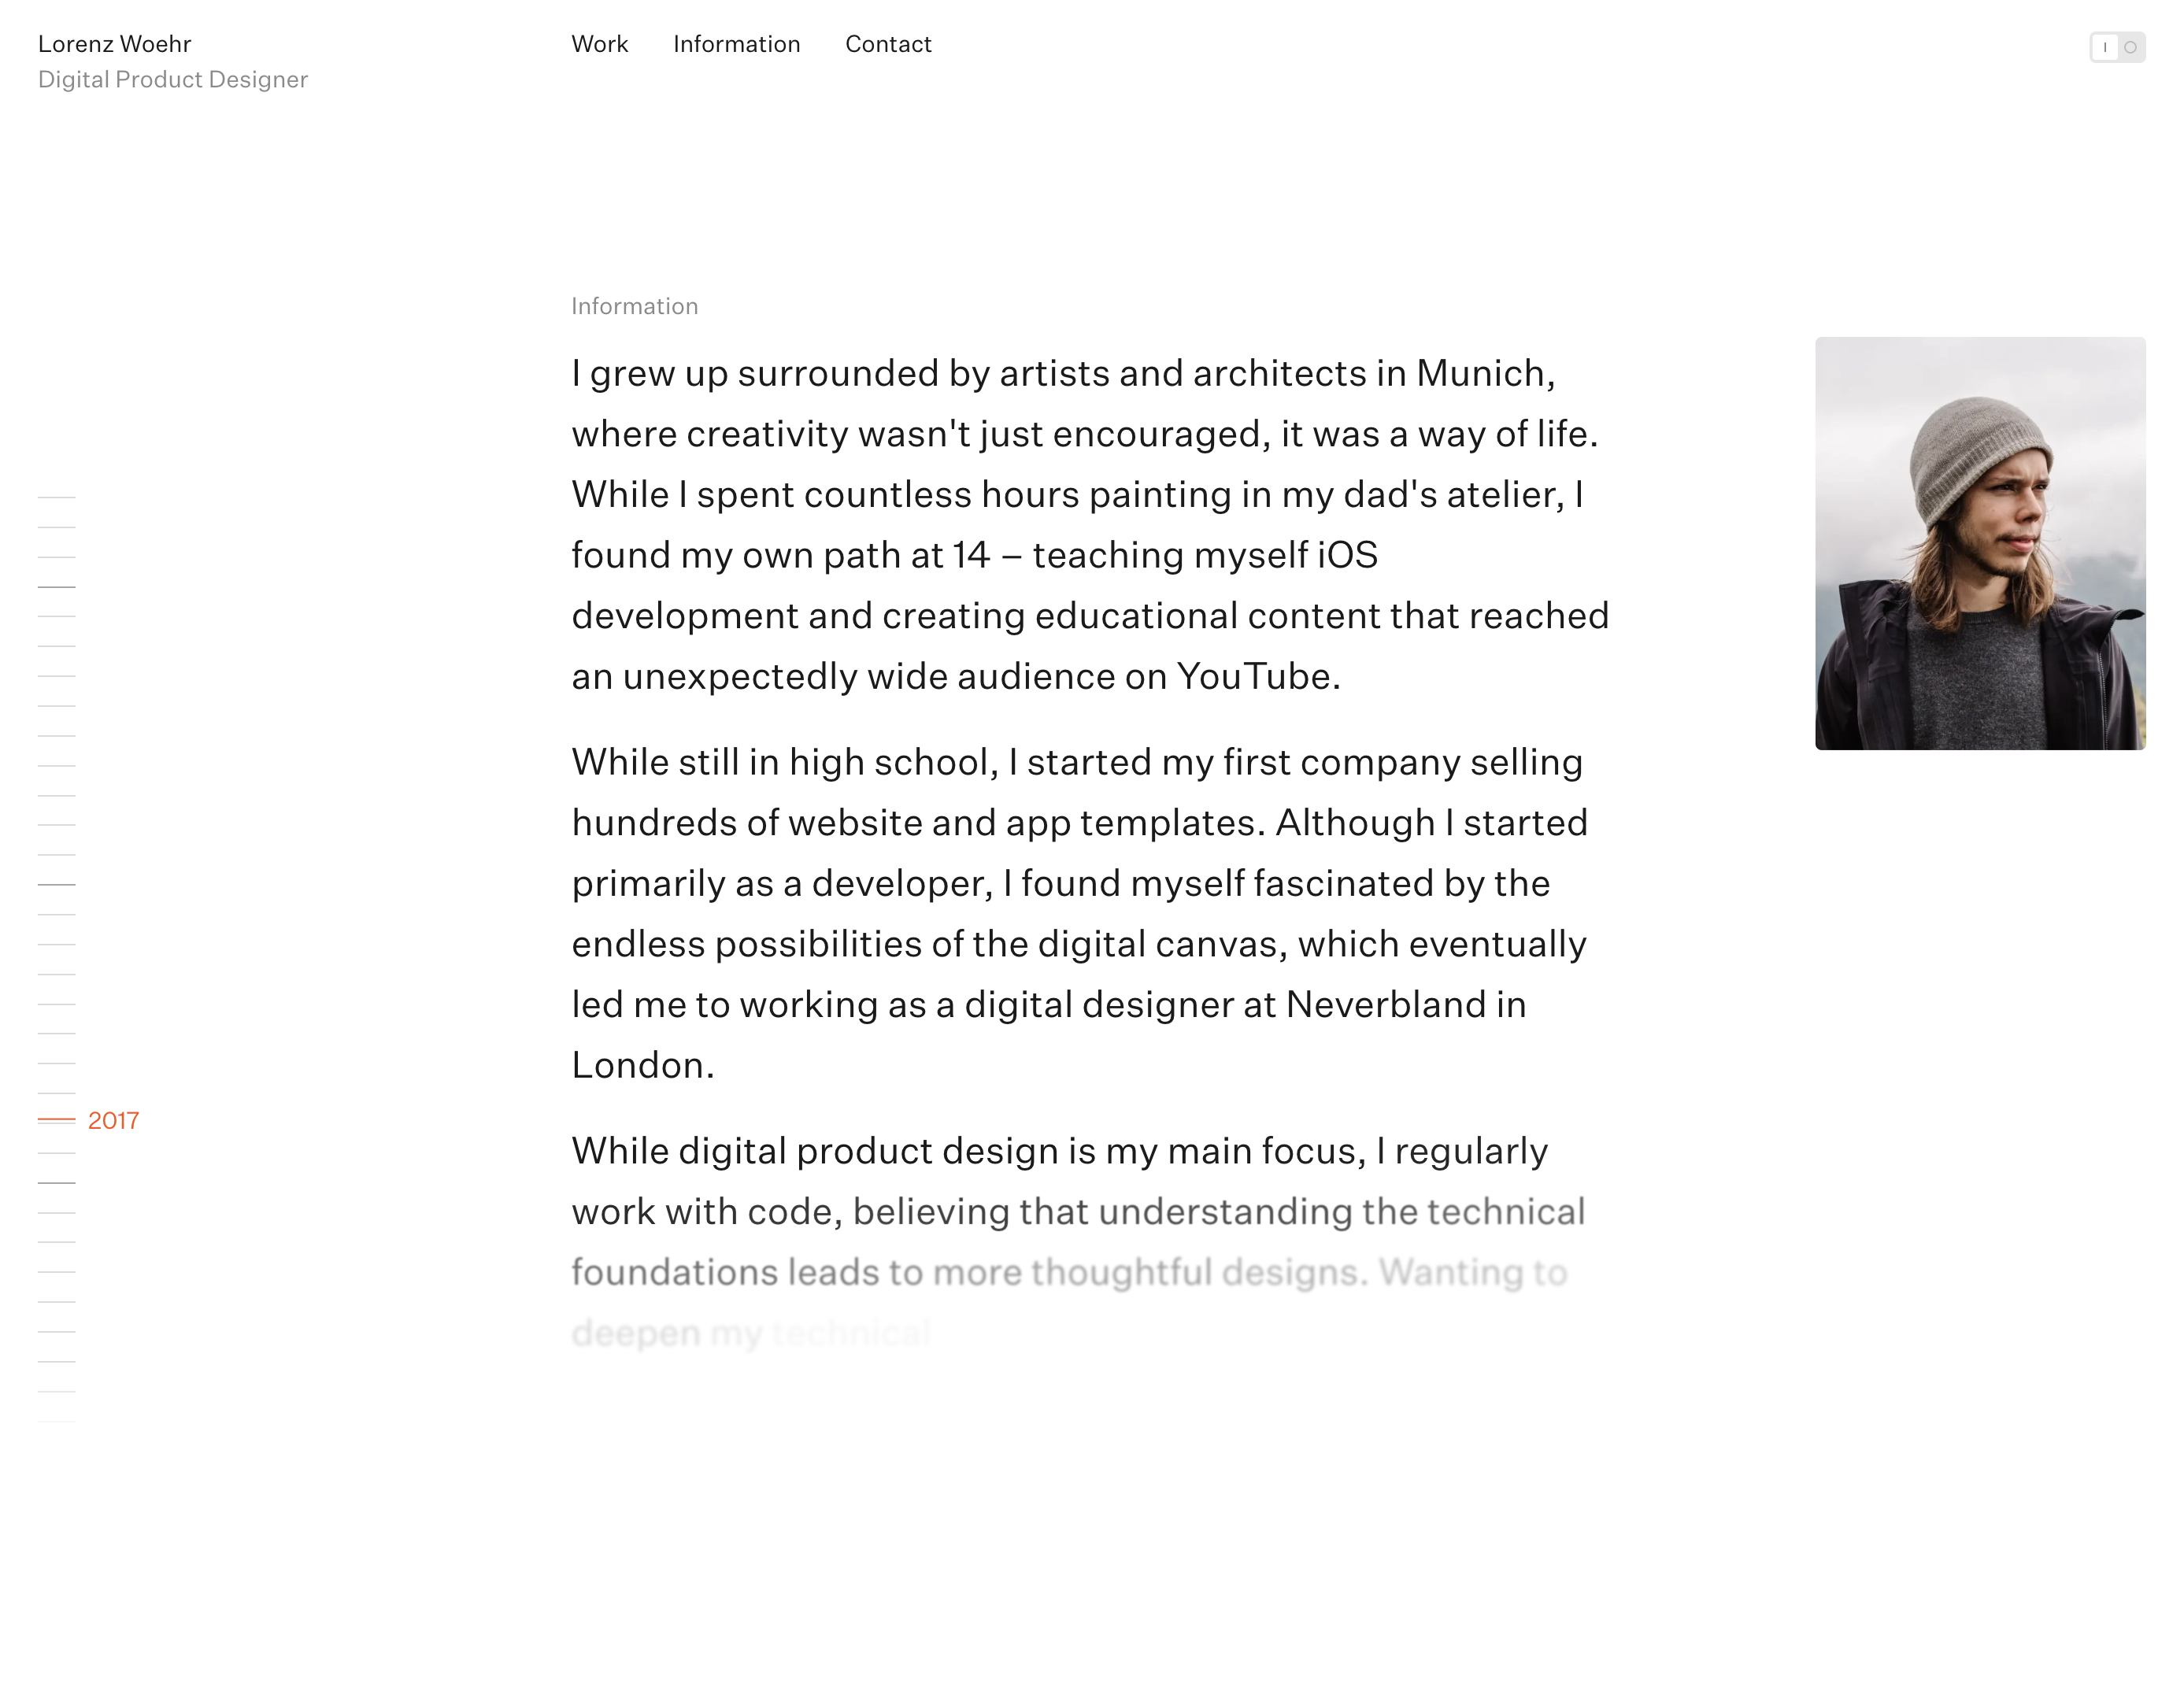 Lorenz Woehr
Digital Product Designer
Work
Information
Contact
Information
I grew up surrounded by artists and architects in Munich,
where creativity wasn't just encouraged, it was a way of life.
While I spent countless hours painting in my dad's atelier, I
found my own path at 14 – teaching myself iOS
development and creating educational content that reached
an unexpectedly wide audience on YouTube.
While still in high school, I started my first company selling
hundreds of website and app templates. Although I started
primarily as a developer, I found myself fascinated by the
endless possibilities of the digital canvas, which eventually
led me to working as a digital designer at Neverbland in
London.
2017
While digital product design is my main focus, I regularly
work with code, believing that understanding the technical
foundations leads to more thoughtful designs. Wanting to
deepen my technical